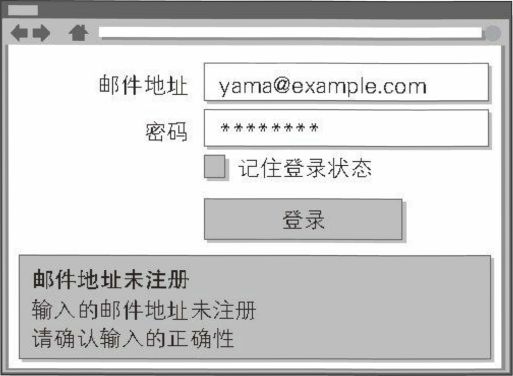 邮件地址 yama@example.com
密码 ********
记住登录状态
登录
邮件地址未注册
输入的邮件地址未注册
请确认输入的正确性